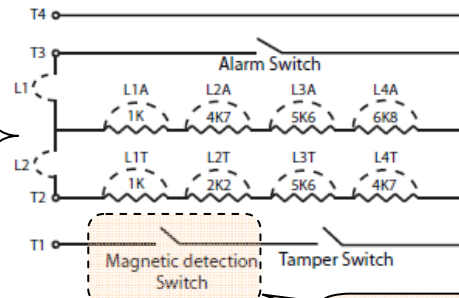 T4
T3
Alarm Switch
L1
L1A L2A L3A L4A
1K 4K7 5K6 6K8
L2
L1T L2T L3T L4T
1K 2K2 5K6 4K7
T2
T1
Magnetic detection Tamper Switch
Switch